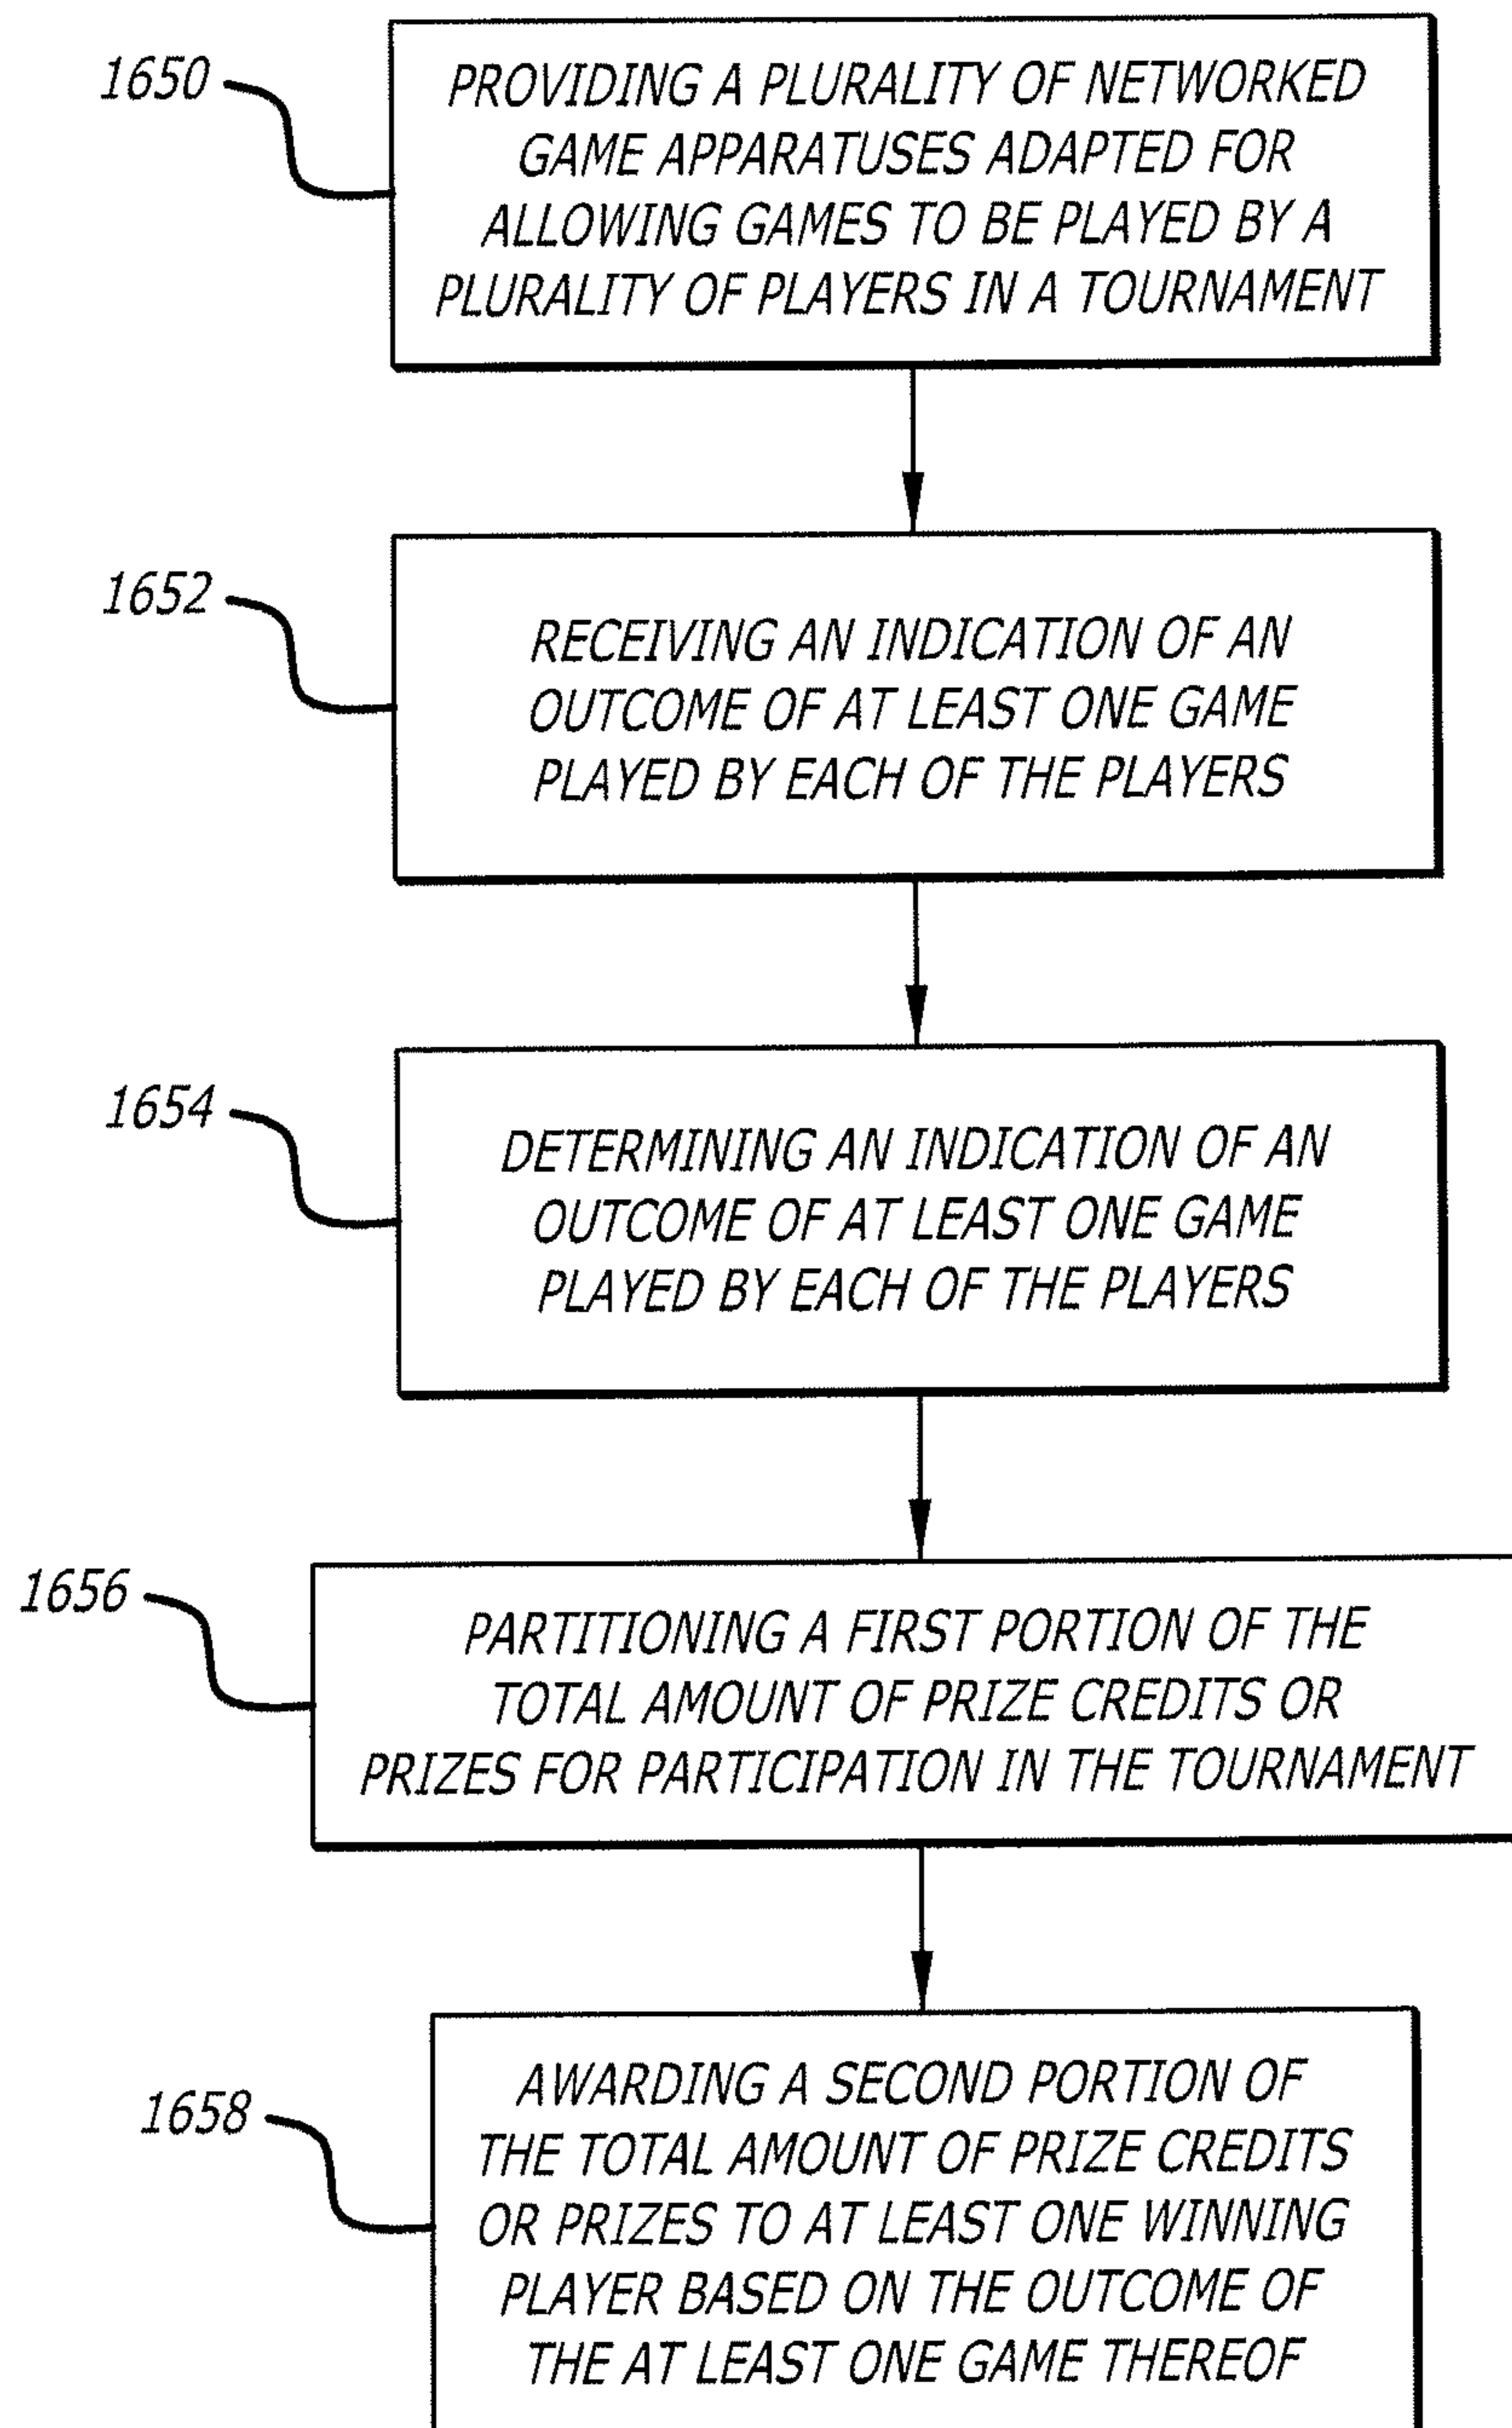 1650
PROVIDING A PLURALITY OF NETWORKED
GAME APPARATUSES ADAPTED FOR
ALLOWING GAMES TO BE PLAYED BY A
PLURALITY OF PLAYERS IN A TOURNAMENT
1652
RECEIVING AN INDICATION OF AN
OUTCOME OF AT LEAST ONE GAME
PLAYED BY EACH OF THE PLAYERS
1654
DETERMINING AN INDICATION OF AN
OUTCOME OF AT LEAST ONE GAME
PLAYED BY EACH OF THE PLAYERS
1656
PARTITIONING A FIRST PORTION OF THE
TOTAL AMOUNT OF PRIZE CREDITS OR
PRIZES FOR PARTICIPATION IN THE TOURNAMENT
1658
AWARDING A SECOND PORTION OF
THE TOTAL AMOUNT OF PRIZE CREDITS
OR PRIZES TO AT LEAST ONE WINNING
PLAYER BASED ON THE OUTCOME OF
THE AT LEAST ONE GAME THEREOF